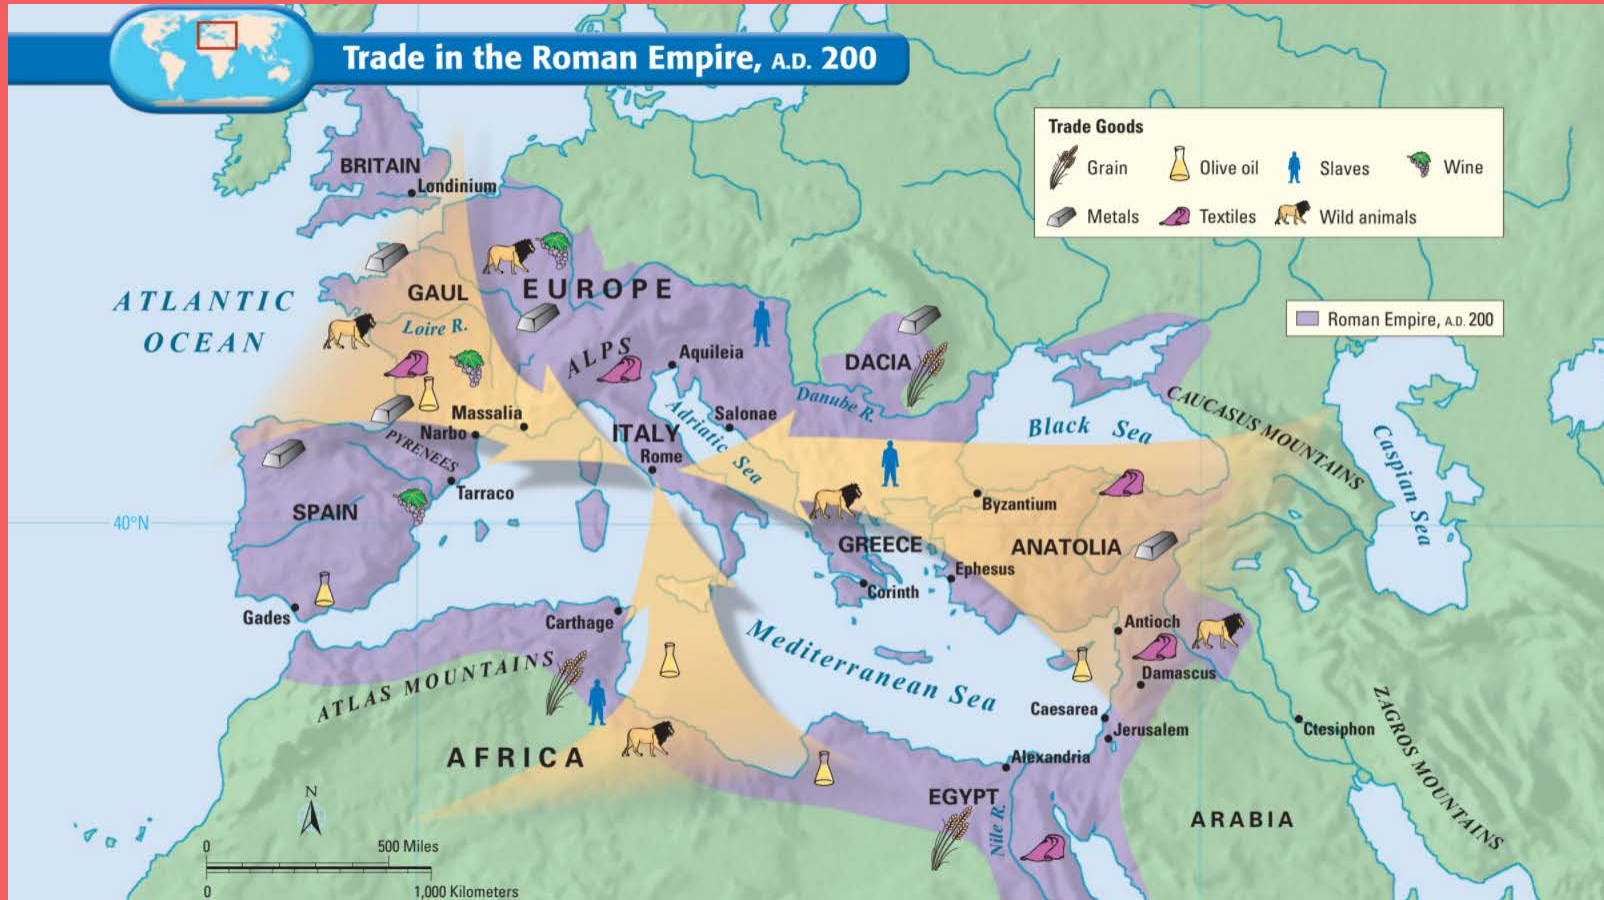 Trade in the Roman Empire, A.D. 200
Trade Goods
Grain
Olive oil
Slaves
Wine
Metals
Textiles
Wild animals
Roman Empire, A.D. 200
BRITAIN
Londinium
ATLANTIC
OCEAN
GAUL
EUROPE
Loire R.
ALPS
Aquileia
DACIA
Danube R.
CAUCASUS MOUNTAINS
Massalia
Narbo
PYRENEES
Salonae
Adriatic Sea
ITALY
Rome
Black Sea
Caspian Sea
Tarraco
SPAIN
40°N
Byzantium
GREECE
ANATOLIA
Ephesus
Corinth
Gades
Carthage
Antioch
Mediterranean Sea
Damascus
ATLAS MOUNTAINS
Caesarea
Jerusalem
Ctesiphon
ZAGROS MOUNTAINS
AFRICA
Alexandria
EGYPT
Nile R.
ARABIA
N
0
500 Miles
0
1,000 Kilometers